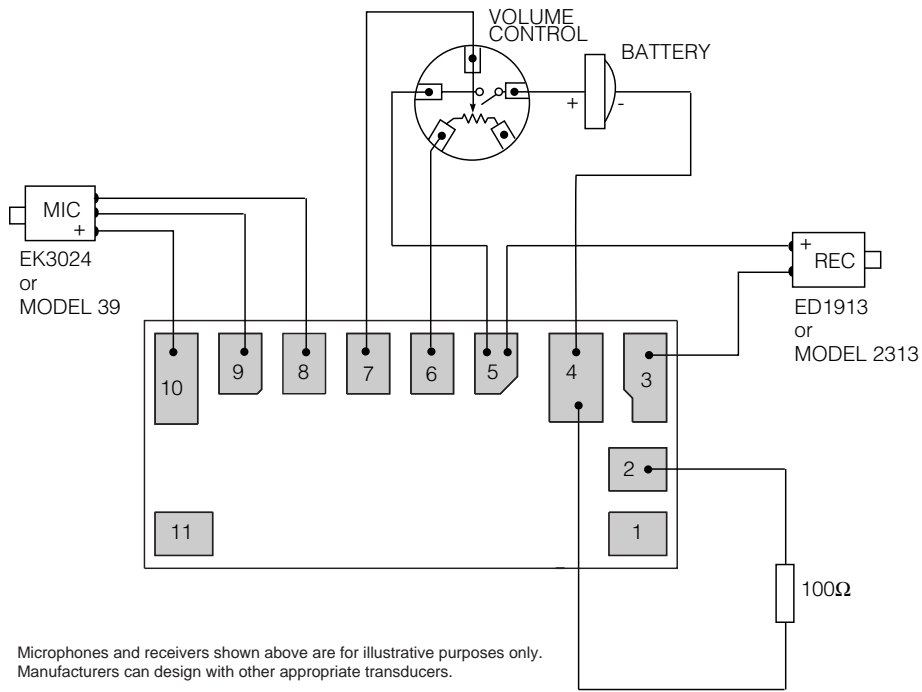 VOLUME
CONTROL
BATTERY
+
-
MIC
+
EK3024
or
MODEL 39
+
REC
ED1913
or
MODEL 2313
10
9
8
7
6
5
4
3
2
11
1
100Ω
Microphones and receivers shown above are for illustrative purposes only.
Manufacturers can design with other appropriate transducers.